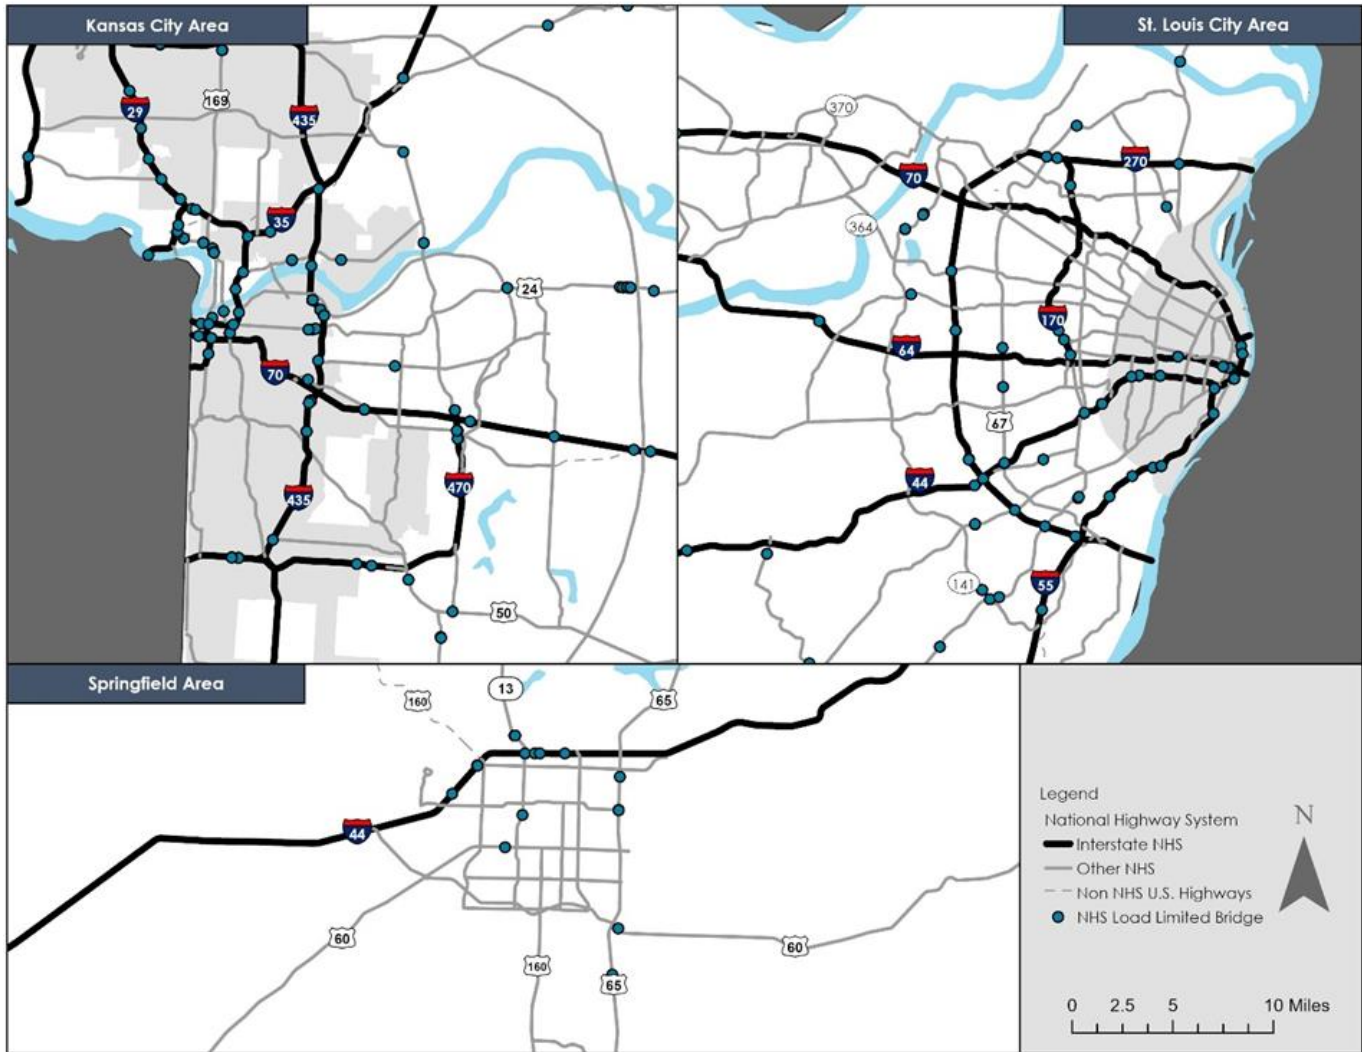 Kansas City Area
29
169
435
35
24
70
435
470
50
St. Louis City Area
370
70
270
364
170
64
67
44
141
55
Springfield Area
160
13
65
44
60
160
65
60
Legend
National Highway System
Interstate NHS
Other NHS
Non NHS U.S. Highways
NHS Load Limited Bridge
N
0 2.5 5 10 Miles